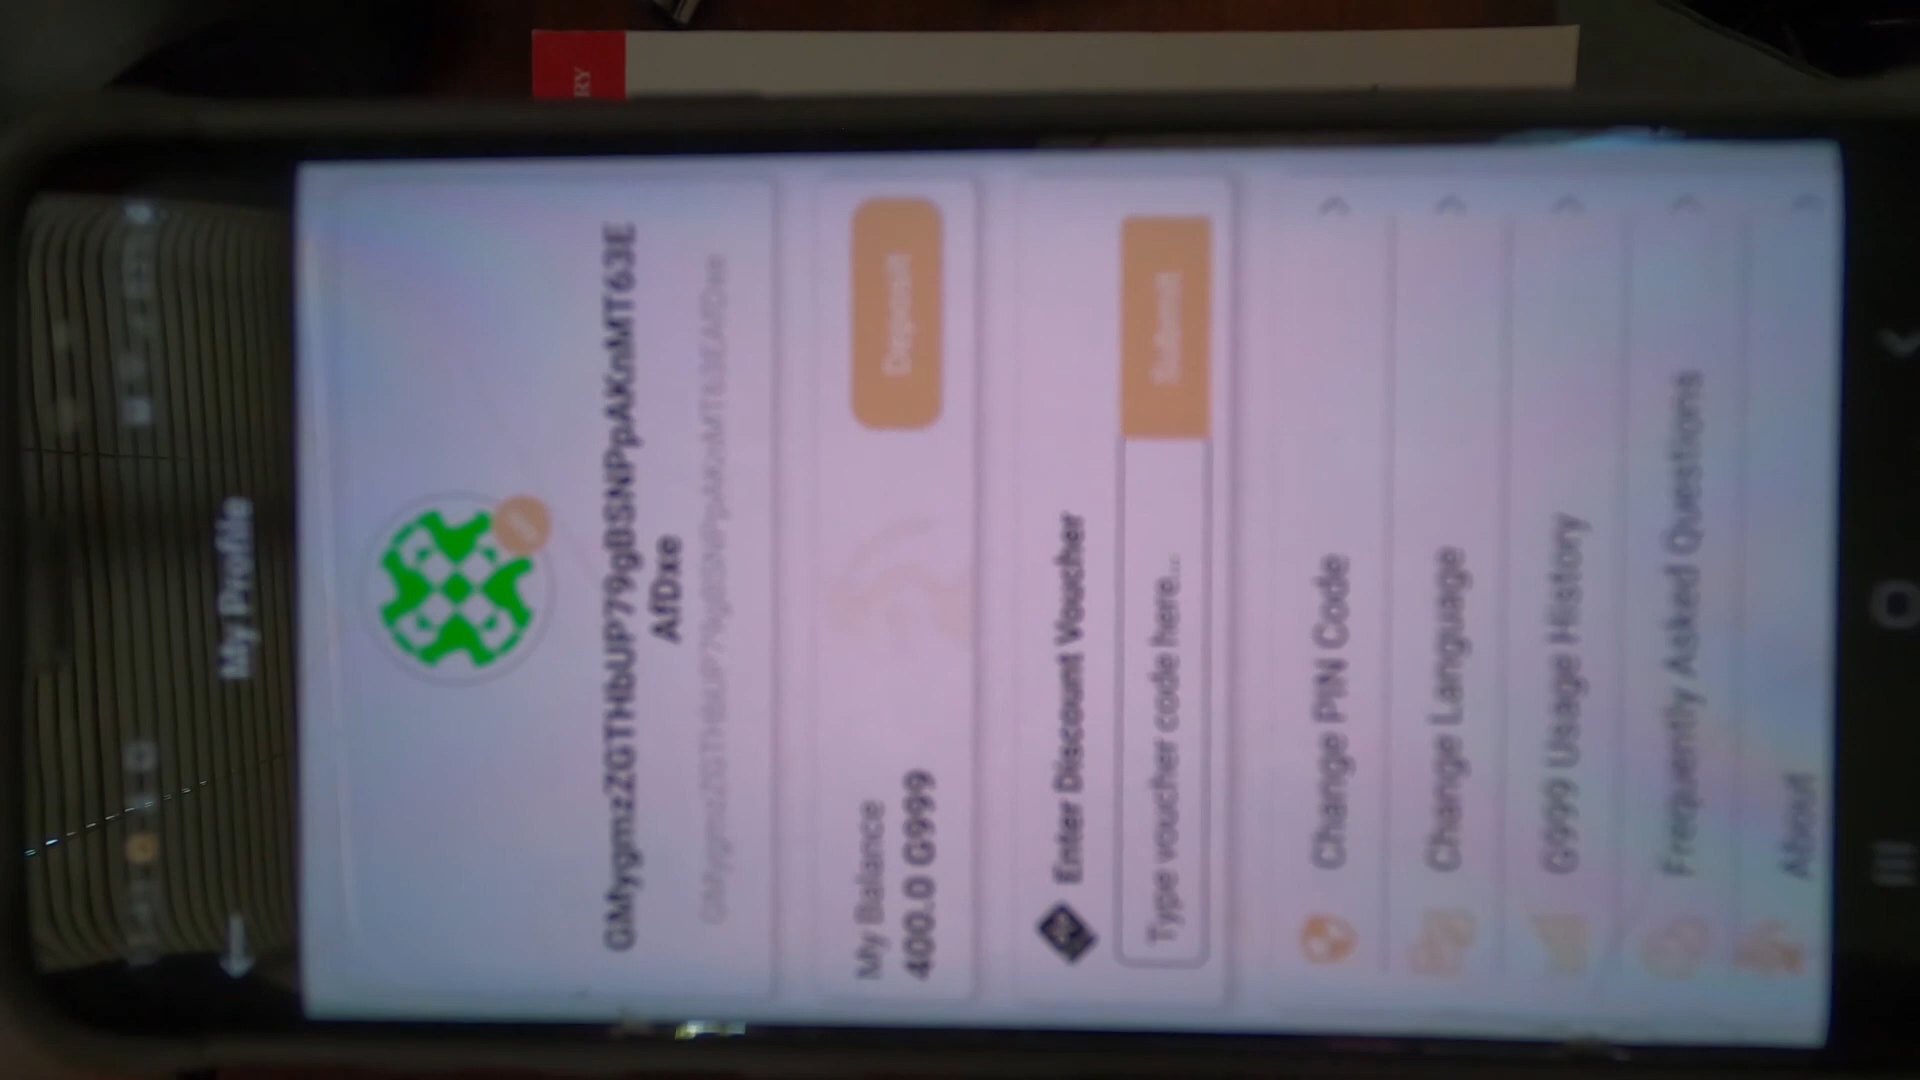 RY
My Profile
GMygmzZGTHbUP79gBSNPpAKnMT63E
AfDxe
GMygmzZGTHbUP79gBSNPpAKnMT63EAfDxe
My Balance
400.0 G999
Deposit
Enter Discount Voucher
Type voucher code here...
Submit
Change PIN Code
Change Language
G999 Usage History
Frequently Asked Questions
About